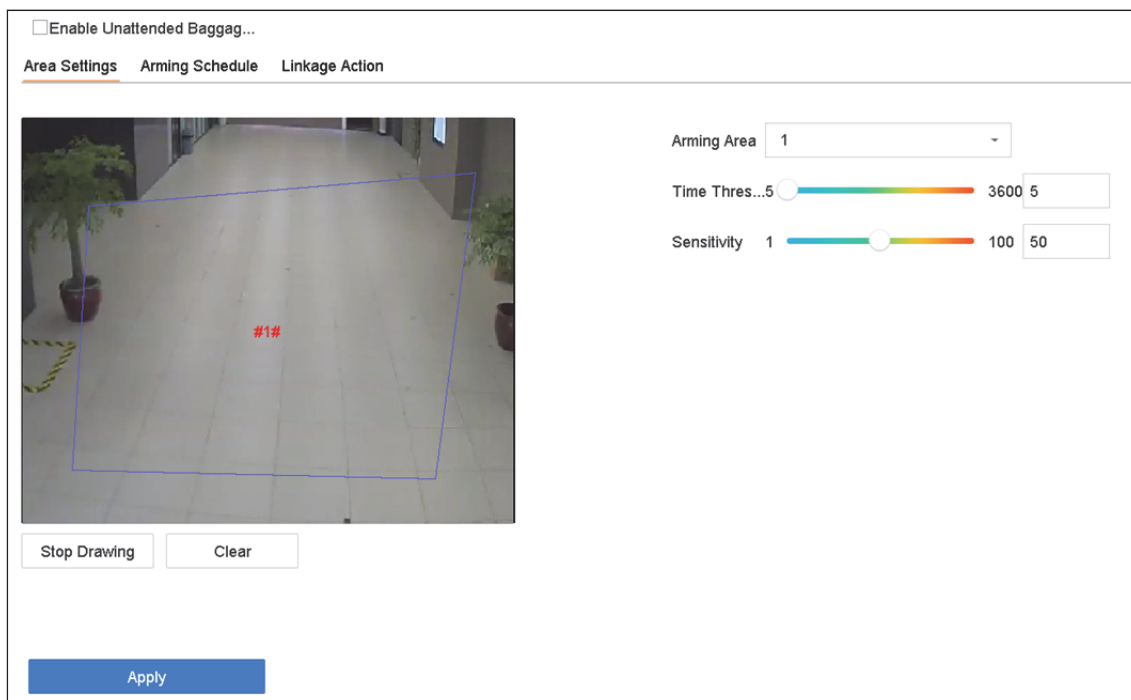 Enable Unattended Baggag...
Area Settings Arming Schedule Linkage Action
Arming Area 1
Time Thres...5 3600 5
Sensitivity 1 100 50
#1#
Stop Drawing Clear
Apply